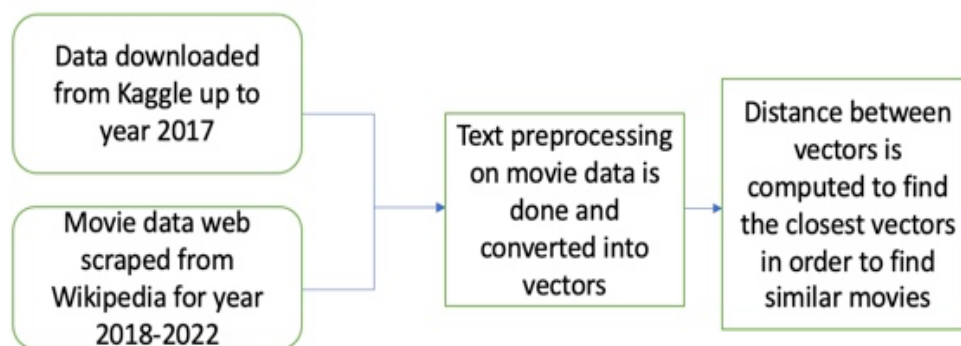 Data downloaded
from Kaggle up to
year 2017
Movie data web
scraped from
Wikipedia for year
2018-2022
Text preprocessing
on movie data is
done and
converted into
vectors
Distance between
vectors is
computed to find
the closest vectors
in order to find
similar movies